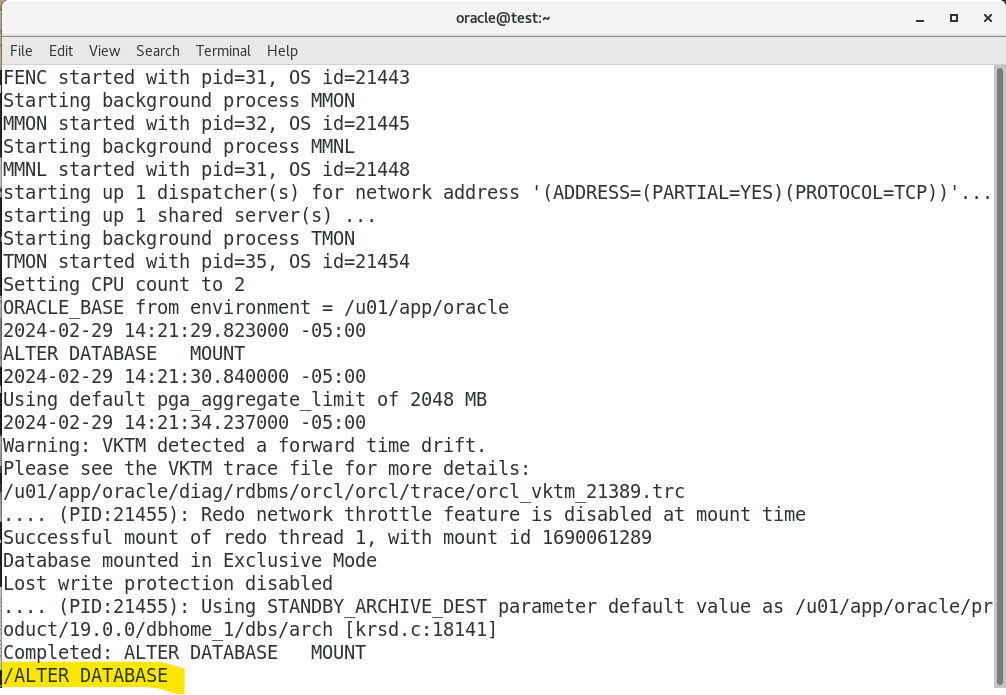 oracle@test:~
File Edit View Search Terminal Help
FENC started with pid=31, OS id=21443
Starting background process MMON
MMON started with pid=32, OS id=21445
Starting background process MMNL
MMNL started with pid=31, OS id=21448
starting up 1 dispatcher(s) for network address '(ADDRESS=(PARTIAL=YES)(PROTOCOL=TCP))'...
starting up 1 shared server(s) ...
Starting background process TMON
TMON started with pid=35, OS id=21454
Setting CPU count to 2
ORACLE_BASE from environment = /u01/app/oracle
2024-02-29 14:21:29.823000 -05:00
ALTER DATABASE   MOUNT
2024-02-29 14:21:30.840000 -05:00
Using default pga_aggregate_limit of 2048 MB
2024-02-29 14:21:34.237000 -05:00
Warning: VKTM detected a forward time drift.
Please see the VKTM trace file for more details:
/u01/app/oracle/diag/rdbms/orcl/orcl/trace/orcl_vktm_21389.trc
.... (PID:21455): Redo network throttle feature is disabled at mount time
Successful mount of redo thread 1, with mount id 1690061289
Database mounted in Exclusive Mode
Lost write protection disabled
.... (PID:21455): Using STANDBY_ARCHIVE_DEST parameter default value as /u01/app/oracle/pr
oduct/19.0.0/dbhome_1/dbs/arch [krsd.c:18141]
Completed: ALTER DATABASE   MOUNT
/ALTER DATABASE